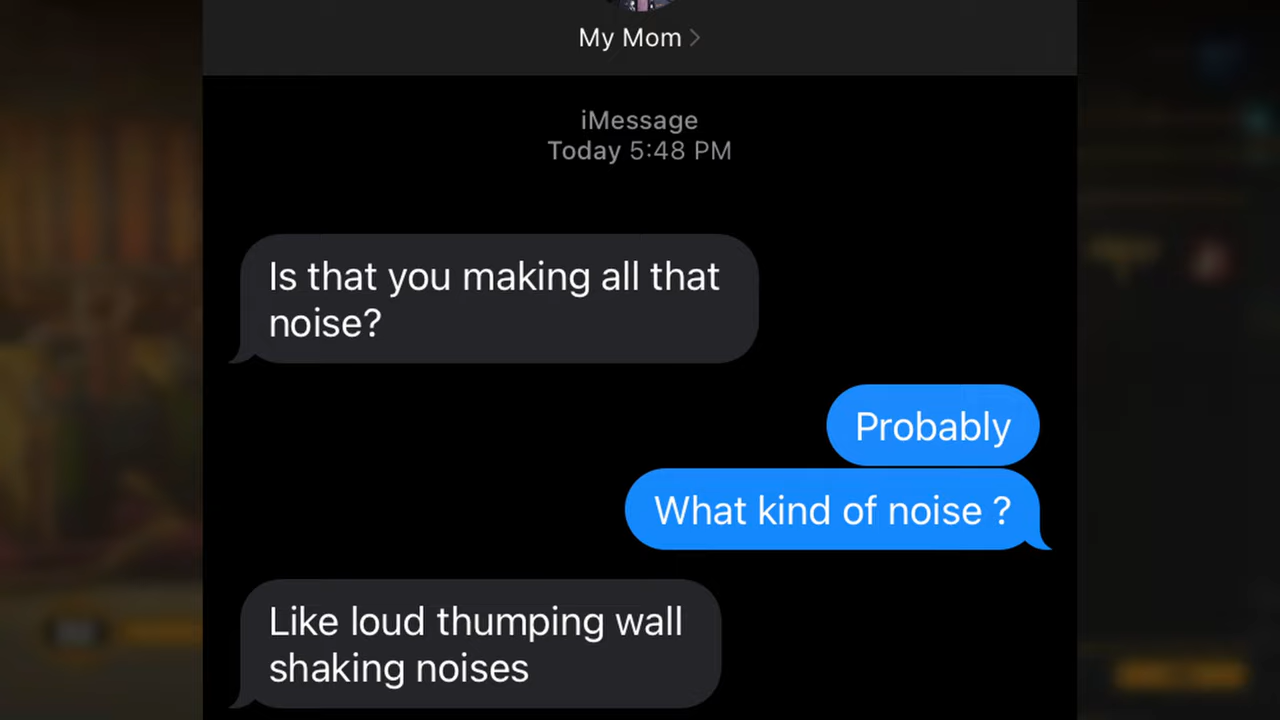 My Mom
iMessage
Today 5:48 PM
Is that you making all that
noise?
Probably
What kind of noise ?
Like loud thumping wall
shaking noises